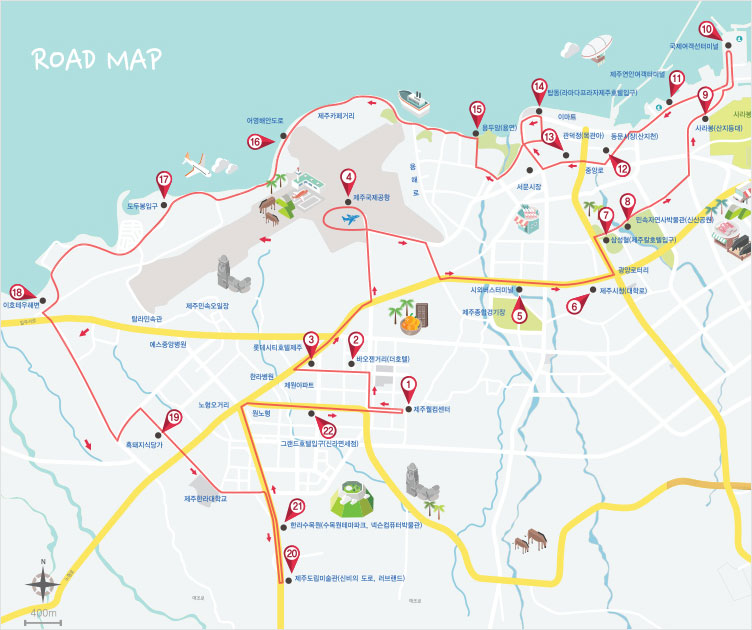 ROAD MAP
10
국제여객선터미널
제주연안여객터미널
11
14
탑동(라마다프라자제주호텔입구)
9
사라봉(산지등대)
사라봉
15
용두암(용연)
이마트
13
관덕정(목관아)
동문시장(산지천)
12
중앙로
서문시장
제주카페거리
어영해안도로
16
용해로
4
제주국제공항
17
도두봉입구
7
8
민속자연사박물관(신산공원)
삼성혈(제주칼호텔입구)
광양로터리
18
이호테우해변
제주민속오일장
탐라민속관
시외버스터미널
5
6
제주시청(대학로)
제주종합경기장
예스중앙병원
롯데시티호텔제주
3
2
바오젠거리(더호텔)
한라병원
제원아파트
1
제주웰컴센터
노형오거리
원노형
22
그랜드호텔입구(신라면세점)
19
흑돼지식당가
제주한라대학교
21
한라수목원(수목원테마파크, 넥슨컴퓨터박물관)
20
제주도립미술관(신비의 도로, 러브랜드)
N
400m